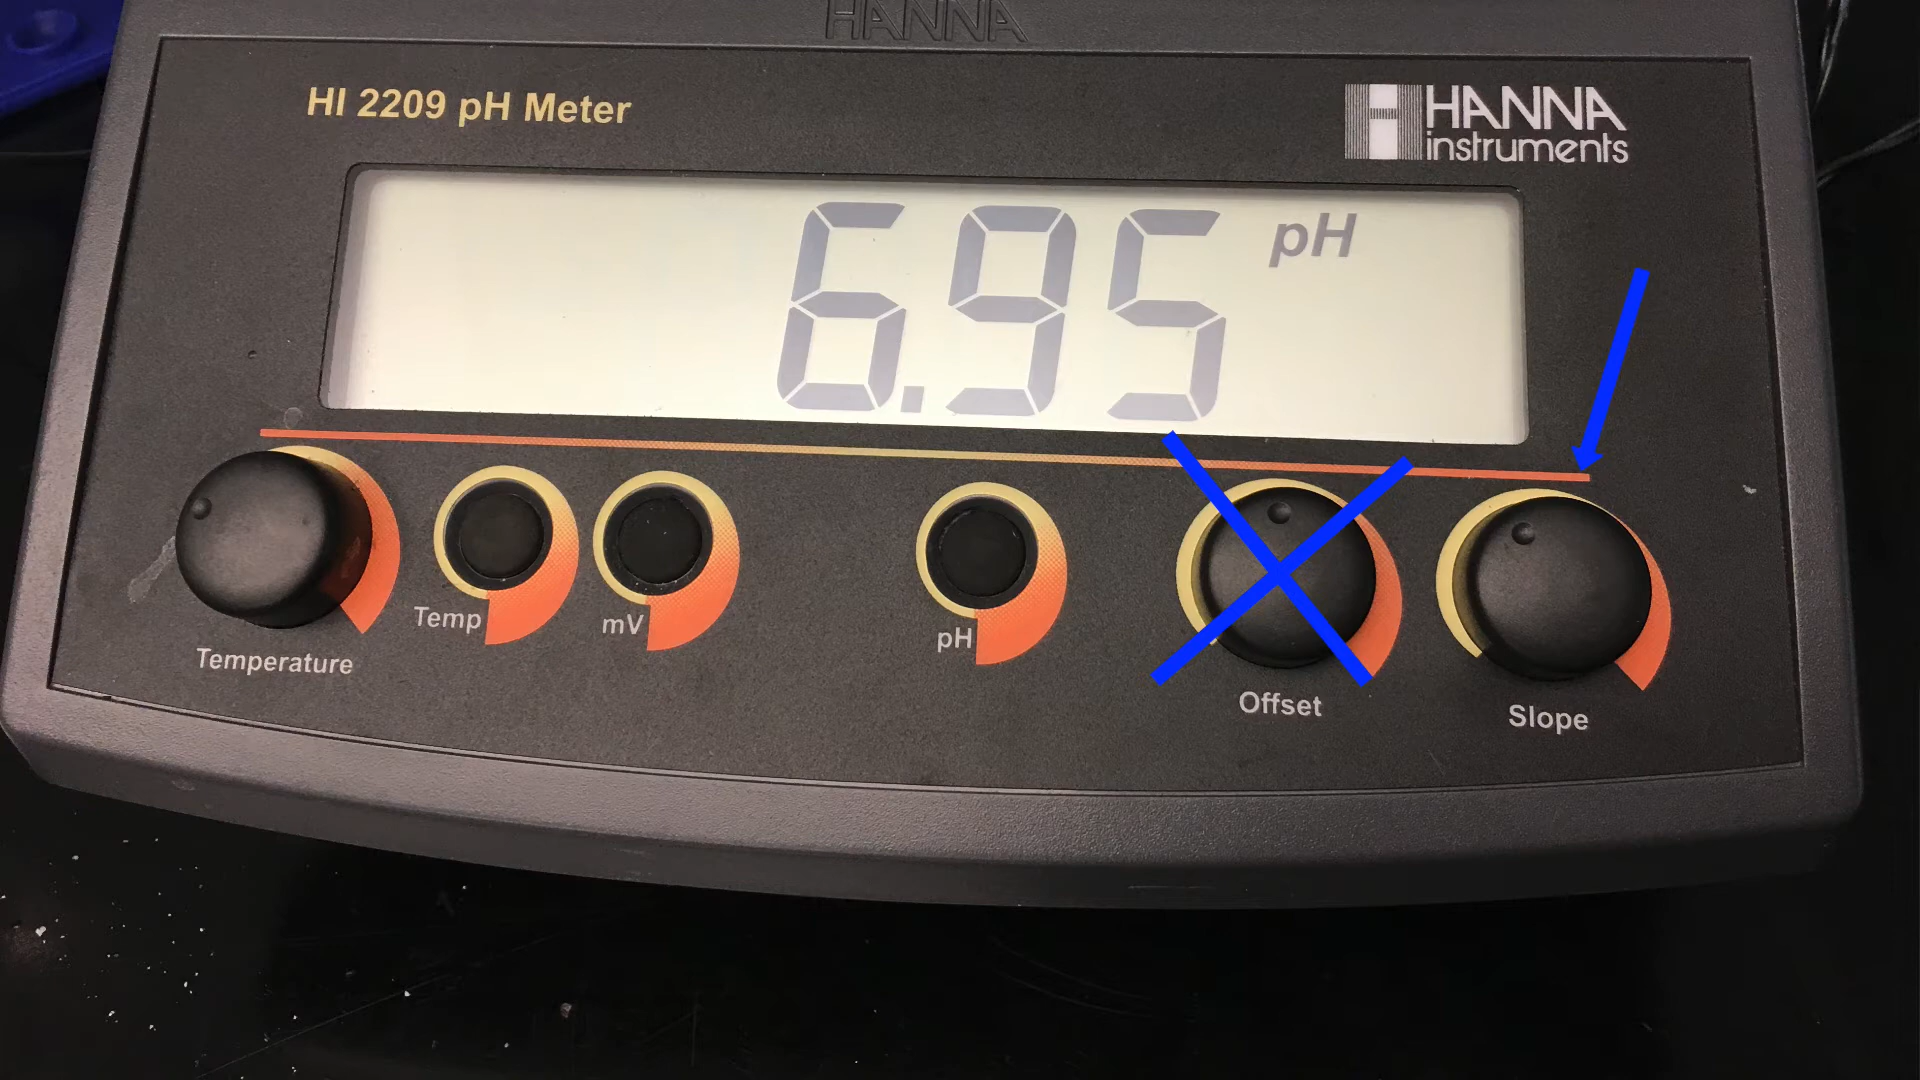 HANNA
HI 2209 pH Meter
HANNA
instruments
6.95 pH
Temperature
Temp
mV
pH
Offset
Slope